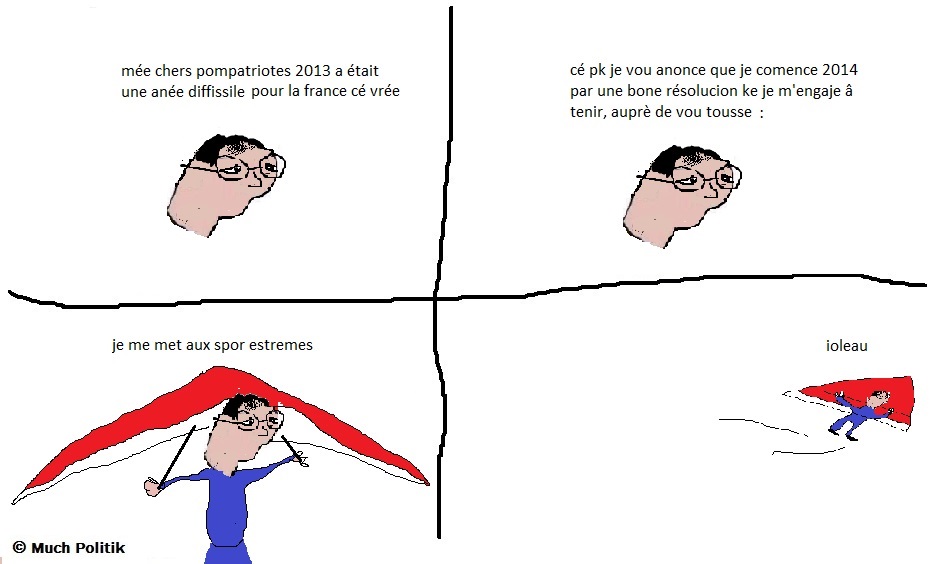 mée chers pompatriotes 2013 a était
une anée diffissile pour la france cé vrée
cé pk je vou anonce que je comence 2014
par une bone résolucion ke je m'engaje â
tenir, auprè de vou tousse :
je me met aux spor estremes
ioleau
© Much Politik